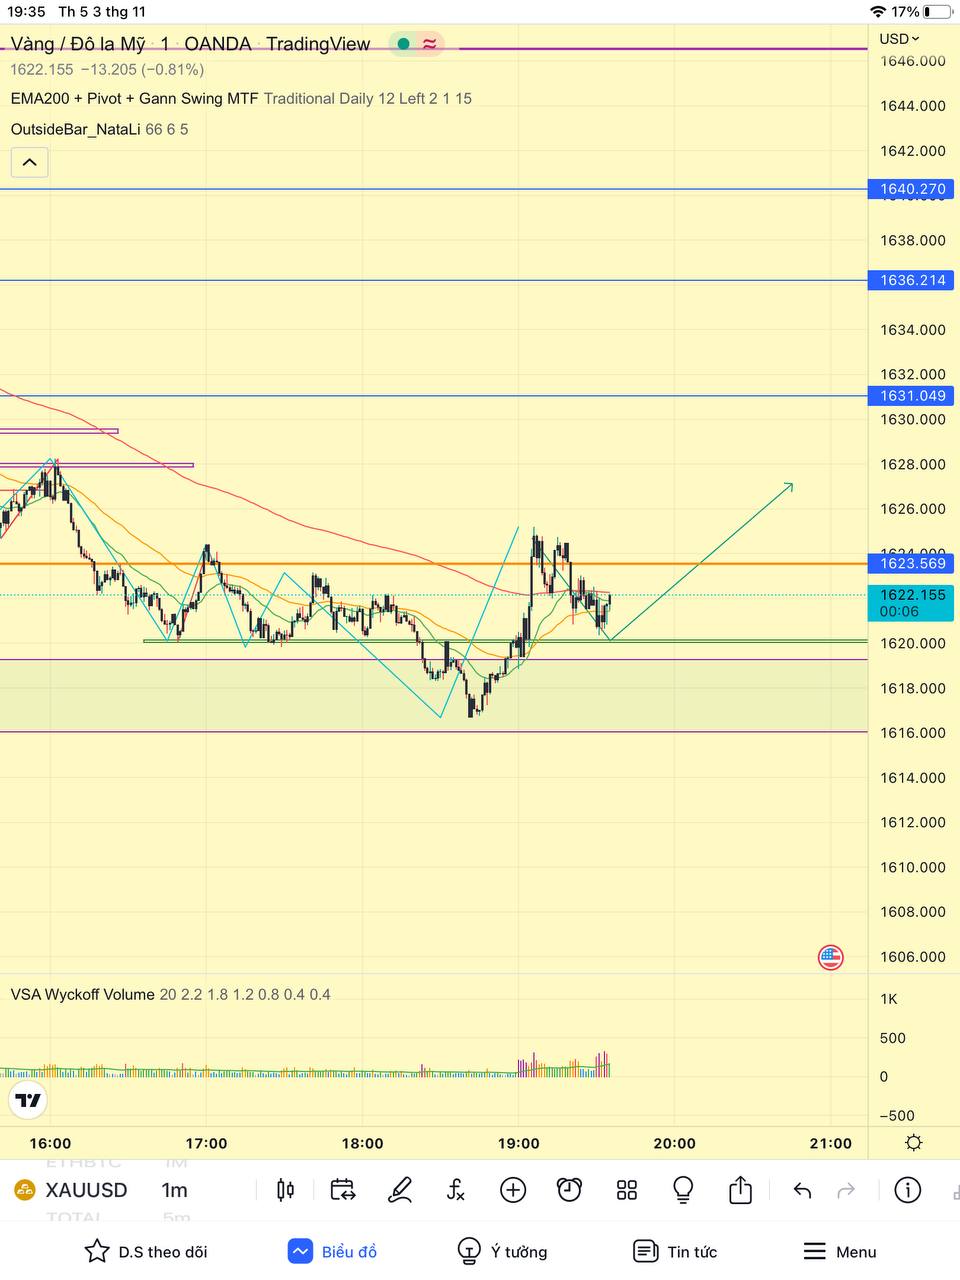 19:35 Th 5 3 thg 11 17%
Vàng / Đô la Mỹ 1 OANDA TradingView USD
1622.155 −13.205 (−0.81%)
EMA200 + Pivot + Gann Swing MTF Traditional Daily 12 Left 2 1 15
OutsideBar_NataLi 66 6 5
1646.000
1644.000
1642.000
1640.270
1638.000
1636.214
1634.000
1632.000
1631.049
1630.000
1628.000
1626.000
1624.000
1623.569
1622.155
00:06
1620.000
1618.000
1616.000
1614.000
1612.000
1610.000
1608.000
1606.000
VSA Wyckoff Volume 20 2.2 1.8 1.2 0.8 0.4 0.4
1K
500
0
−500
16:00 17:00 18:00 19:00 20:00 21:00
ETHBTC 1M
XAUUSD 1m
TOTAL 5m
D.S theo dõi Biểu đồ Ý tưởng Tin tức Menu